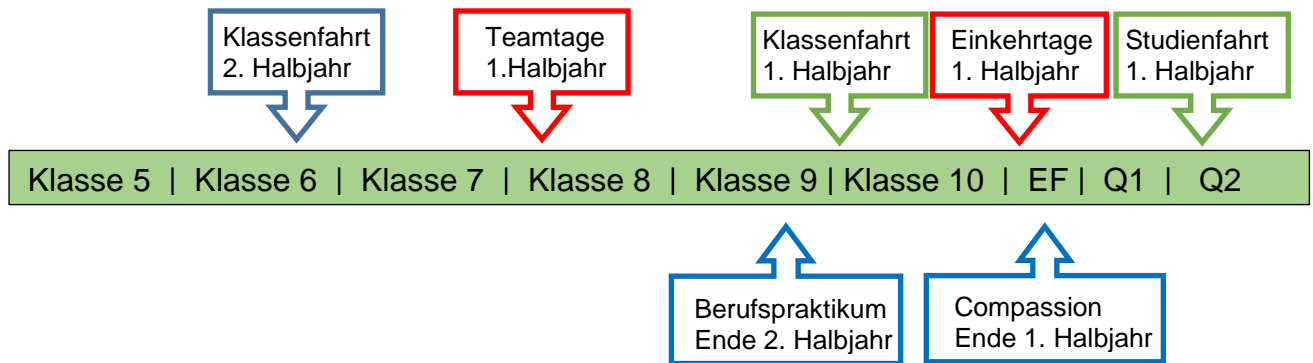 Klassenfahrt
2. Halbjahr
Teamtage
1.Halbjahr
Klassenfahrt
1. Halbjahr
Einkehrtage
1. Halbjahr
Studienfahrt
1. Halbjahr
Klasse 5 | Klasse 6 | Klasse 7 | Klasse 8 | Klasse 9 | Klasse 10 | EF | Q1 | Q2
Berufspraktikum
Ende 2. Halbjahr
Compassion
Ende 1. Halbjahr